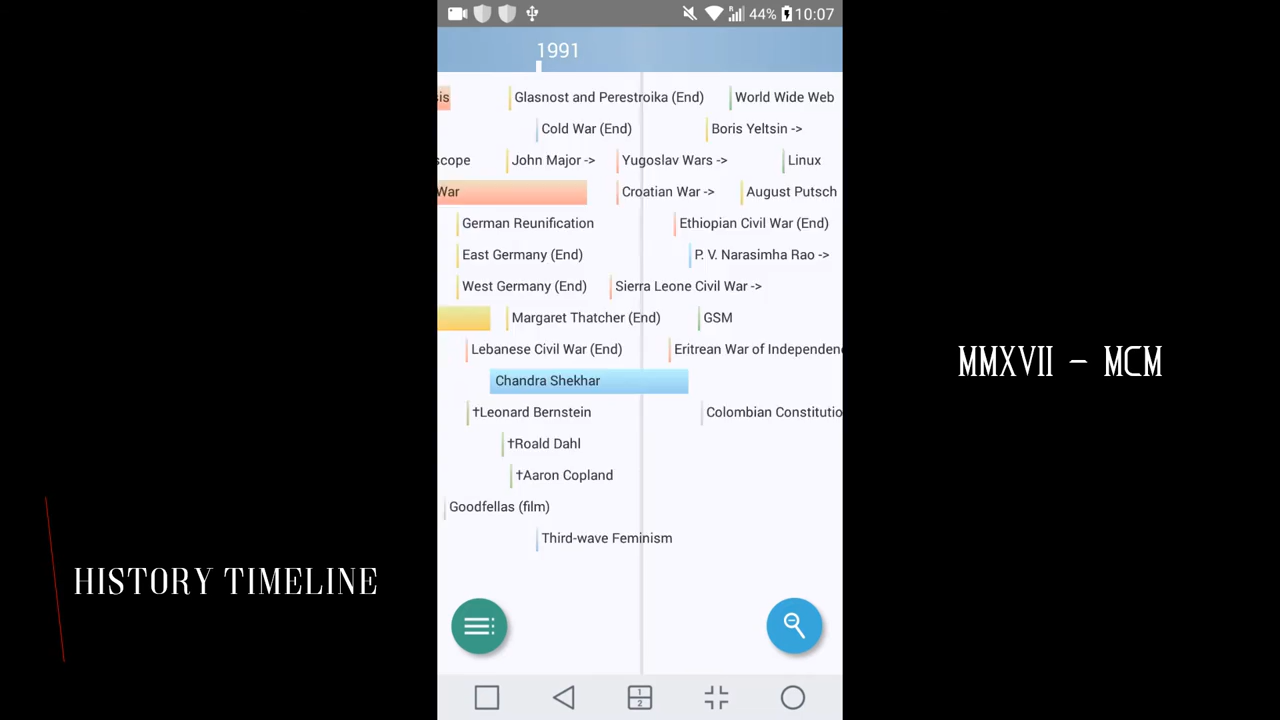 44% 10:07
1991
is Glasnost and Perestroika (End) World Wide Web
Cold War (End) Boris Yeltsin ->
scope John Major -> Yugoslav Wars -> Linux
War Croatian War -> August Putsch
German Reunification Ethiopian Civil War (End)
East Germany (End) P. V. Narasimha Rao ->
West Germany (End) Sierra Leone Civil War ->
Margaret Thatcher (End) GSM
Lebanese Civil War (End) Eritrean War of Independen
Chandra Shekhar
†Leonard Bernstein Colombian Constitutio
†Roald Dahl
†Aaron Copland
Goodfellas (film)
Third-wave Feminism
MMXVII – MCM
HISTORY TIMELINE